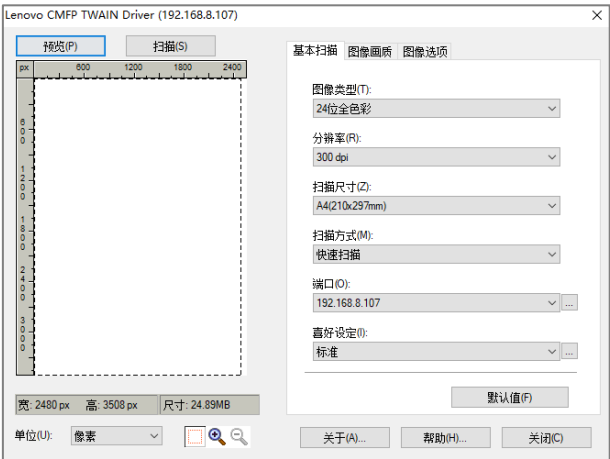 Lenovo CMFP TWAIN Driver (192.168.8.107)
预览(P) 扫描(S)
px 600 1200 1800 2400
600
1200
1800
2400
3000
宽: 2480 px 高: 3508 px 尺寸: 24.89MB
单位(U): 像素
基本扫描 图像画质 图像选项
图像类型(T):
24位全色彩
分辨率(R):
300 dpi
扫描尺寸(Z):
A4(210x297mm)
扫描方式(M):
快速扫描
端口(O):
192.168.8.107 ...
喜好设定(I):
标准 ...
默认值(F)
关于(A)... 帮助(H)... 关闭(C)